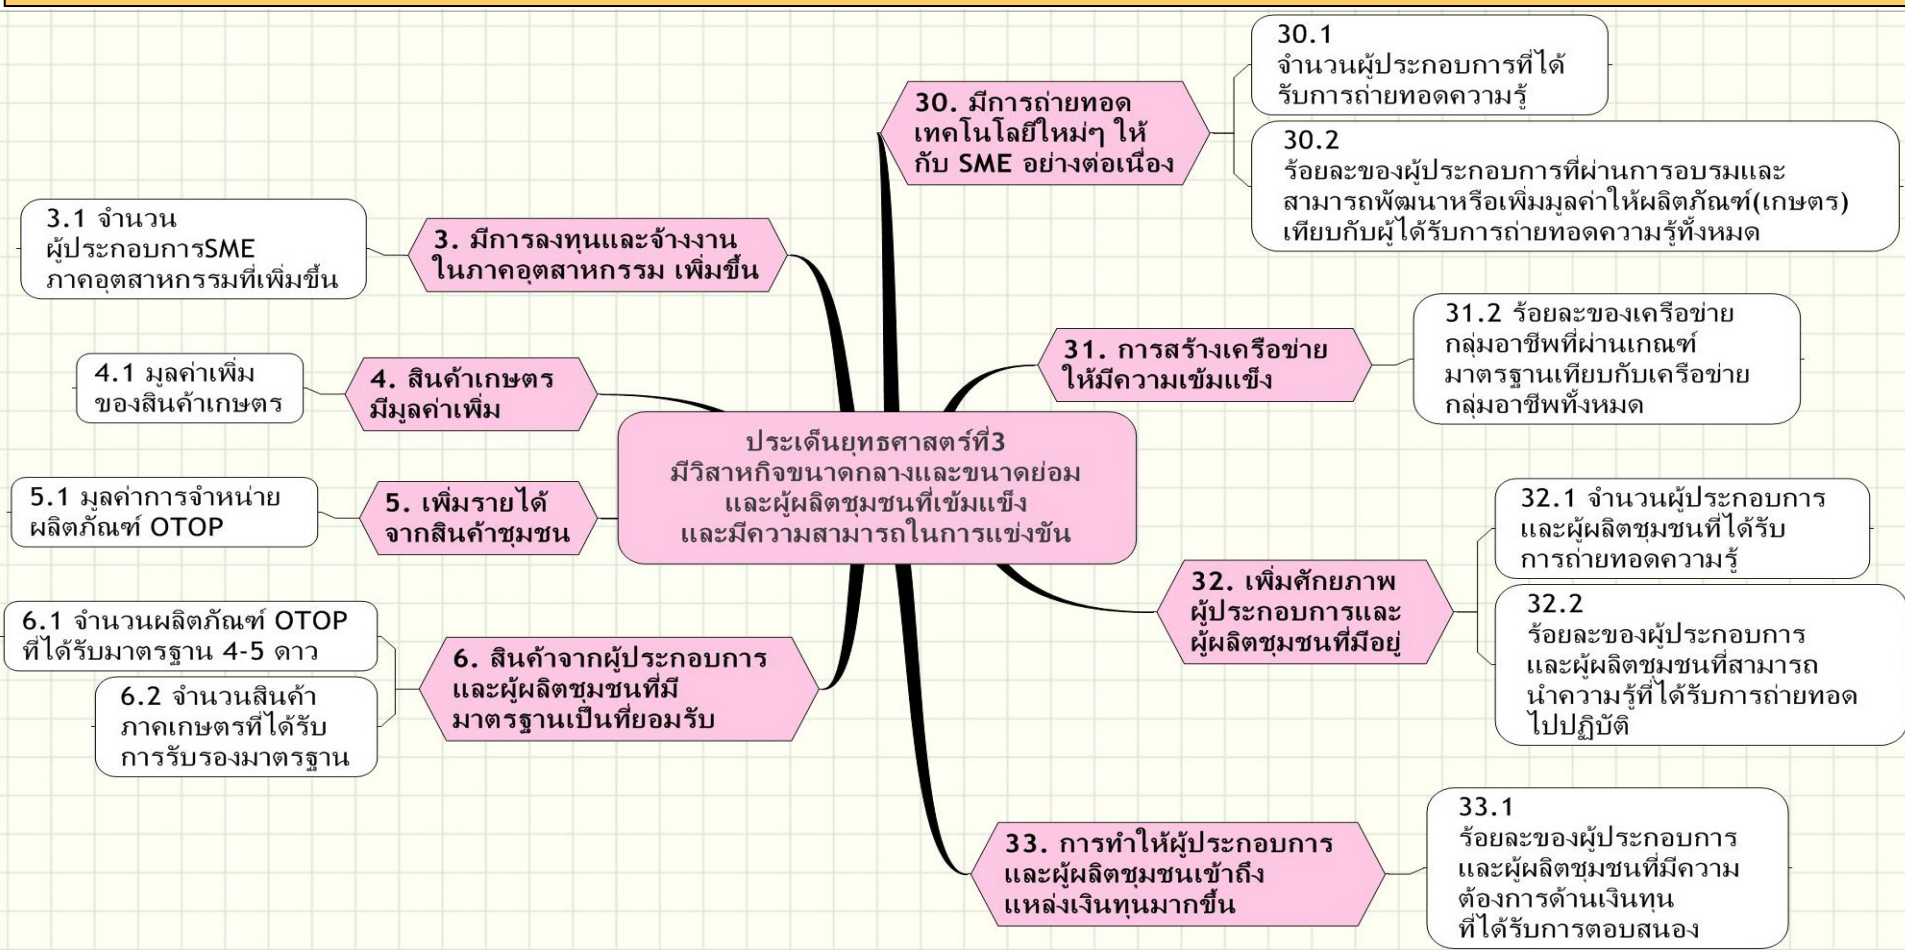 ประเด็นยุทธศาสตร์ที่3
มีวิสาหกิจขนาดกลางและขนาดย่อม
และผู้ผลิตชุมชนที่เข้มแข็ง
และมีความสามารถในการแข่งขัน
3. มีการลงทุนและจ้างงาน
ในภาคอุตสาหกรรม เพิ่มขึ้น
3.1 จำนวน
ผู้ประกอบการSME
ภาคอุตสาหกรรมที่เพิ่มขึ้น
4. สินค้าเกษตร
มีมูลค่าเพิ่ม
4.1 มูลค่าเพิ่ม
ของสินค้าเกษตร
5. เพิ่มรายได้
จากสินค้าชุมชน
5.1 มูลค่าการจำหน่าย
ผลิตภัณฑ์ OTOP
6. สินค้าจากผู้ประกอบการ
และผู้ผลิตชุมชนที่มี
มาตรฐานเป็นที่ยอมรับ
6.1 จำนวนผลิตภัณฑ์ OTOP
ที่ได้รับมาตรฐาน 4-5 ดาว
6.2 จำนวนสินค้า
ภาคเกษตรที่ได้รับ
การรับรองมาตรฐาน
30. มีการถ่ายทอด
เทคโนโลยีใหม่ๆ ให้
กับ SME อย่างต่อเนื่อง
30.1
จำนวนผู้ประกอบการที่ได้
รับการถ่ายทอดความรู้
30.2
ร้อยละของผู้ประกอบการที่ผ่านการอบรมและ
สามารถพัฒนาหรือเพิ่มมูลค่าให้ผลิตภัณฑ์(เกษตร)
เทียบกับผู้ได้รับการถ่ายทอดความรู้ทั้งหมด
31. การสร้างเครือข่าย
ให้มีความเข้มแข็ง
31.2 ร้อยละของเครือข่าย
กลุ่มอาชีพที่ผ่านเกณฑ์
มาตรฐานเทียบกับเครือข่าย
กลุ่มอาชีพทั้งหมด
32. เพิ่มศักยภาพ
ผู้ประกอบการและ
ผู้ผลิตชุมชนที่มีอยู่
32.1 จำนวนผู้ประกอบการ
และผู้ผลิตชุมชนที่ได้รับ
การถ่ายทอดความรู้
32.2
ร้อยละของผู้ประกอบการ
และผู้ผลิตชุมชนที่สามารถ
นำความรู้ที่ได้รับการถ่ายทอด
ไปปฏิบัติ
33. การทำให้ผู้ประกอบการ
และผู้ผลิตชุมชนเข้าถึง
แหล่งเงินทุนมากขึ้น
33.1
ร้อยละของผู้ประกอบการ
และผู้ผลิตชุมชนที่มีความ
ต้องการด้านเงินทุน
ที่ได้รับการตอบสนอง